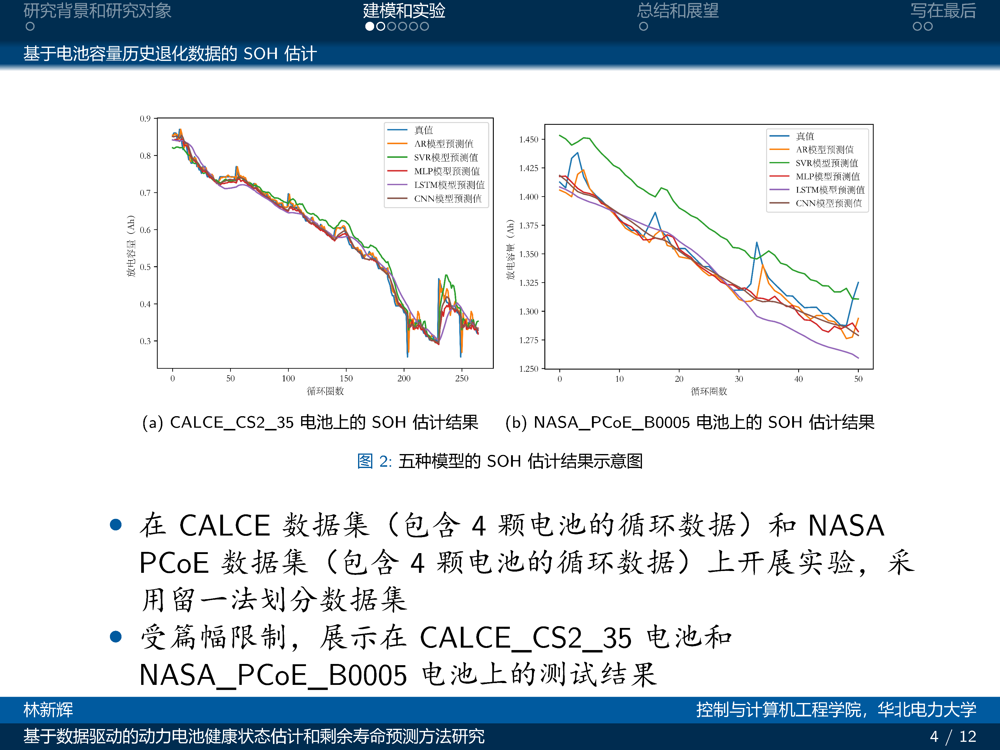 研究背景和研究对象 建模和实验 总结和展望 写在最后
基于电池容量历史退化数据的 SOH 估计
0.9
0.8
0.7
0.6
0.5
0.4
0.3
放电容量（Ah）
0 50 100 150 200 250
循环圈数
真值
AR模型预测值
SVR模型预测值
MLP模型预测值
LSTM模型预测值
CNN模型预测值
1.450
1.425
1.400
1.375
1.350
1.325
1.300
1.275
1.250
放电容量（Ah）
0 10 20 30 40 50
循环圈数
真值
AR模型预测值
SVR模型预测值
MLP模型预测值
LSTM模型预测值
CNN模型预测值
(a) CALCE_CS2_35 电池上的 SOH 估计结果
(b) NASA_PCoE_B0005 电池上的 SOH 估计结果
图 2: 五种模型的 SOH 估计结果示意图
• 在 CALCE 数据集（包含 4 颗电池的循环数据）和 NASA
PCoE 数据集（包含 4 颗电池的循环数据）上开展实验，采
用留一法划分数据集
• 受篇幅限制，展示在 CALCE_CS2_35 电池和
NASA_PCoE_B0005 电池上的测试结果
林新辉 控制与计算机工程学院，华北电力大学
基于数据驱动的动力电池健康状态估计和剩余寿命预测方法研究 4 / 12